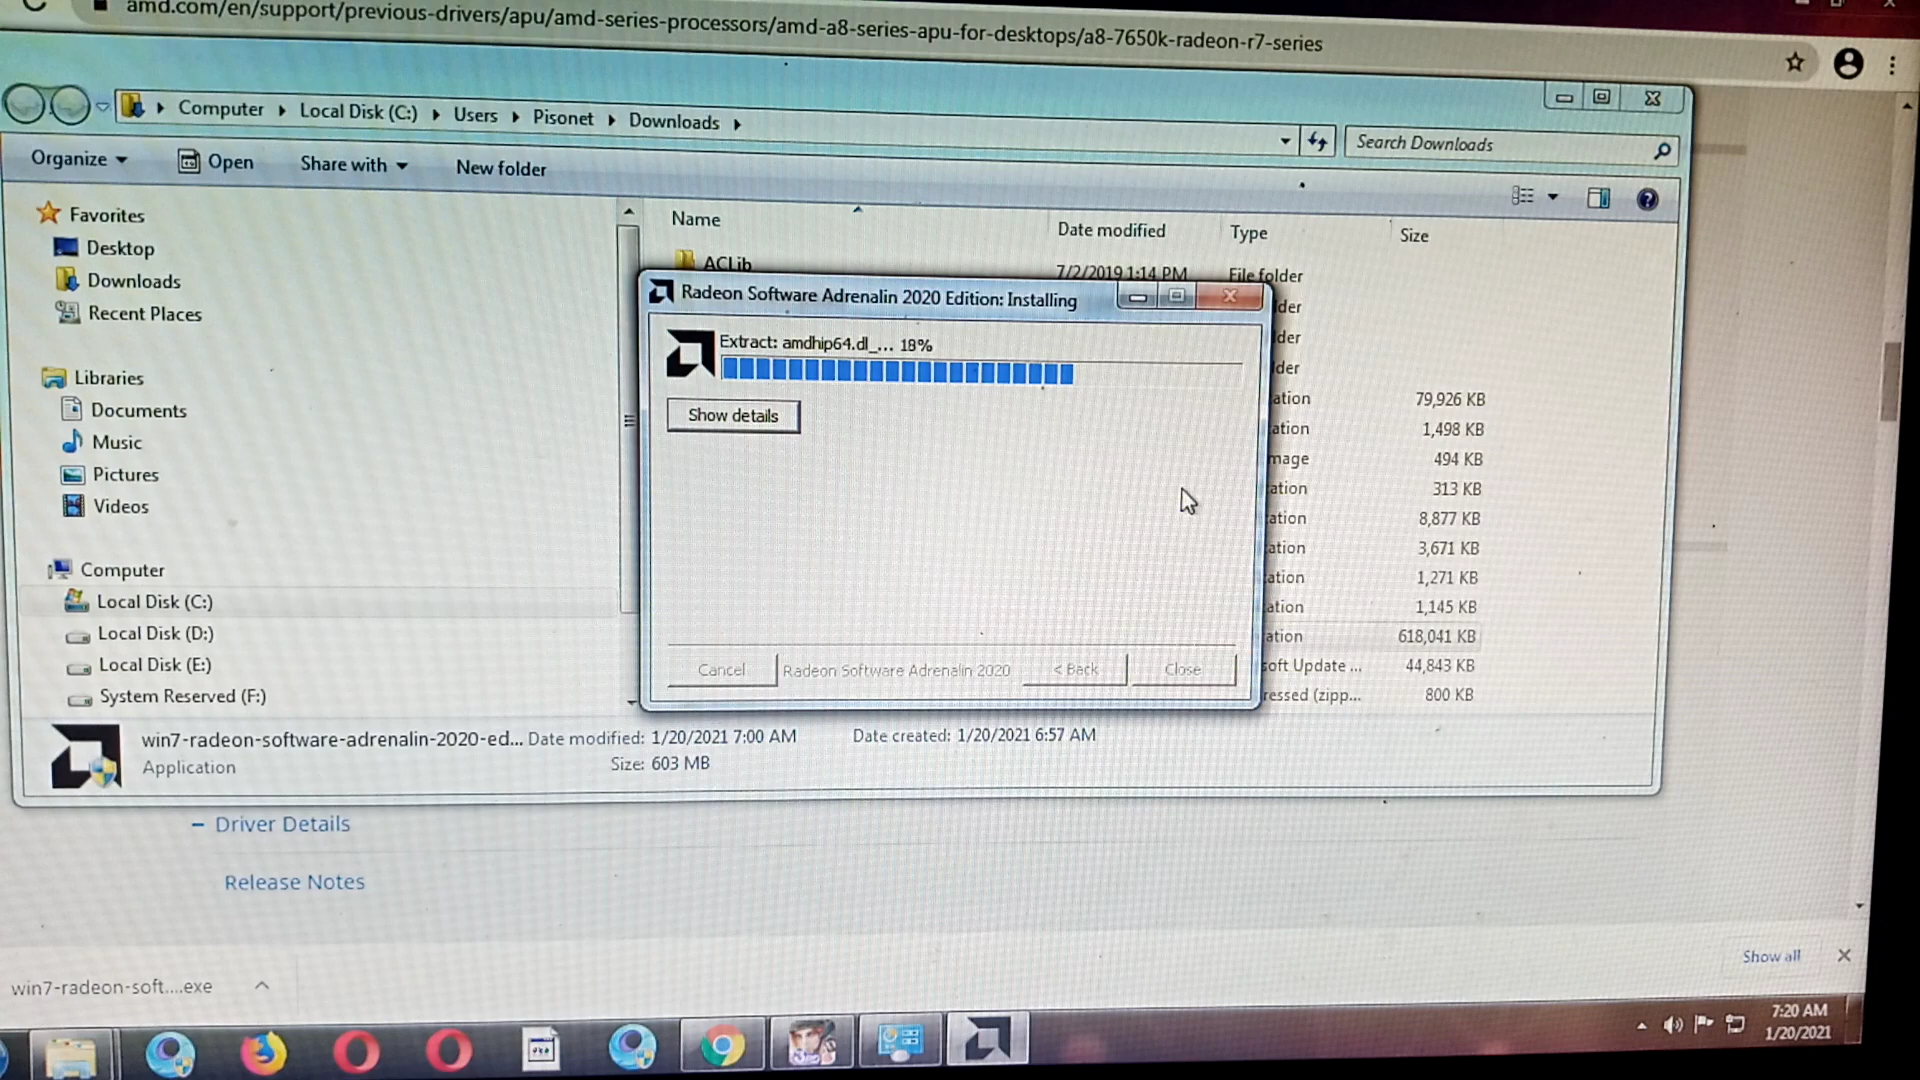 amd.com/en/support/previous-drivers/apu/amd-series-processors/amd-a8-series-apu-for-desktops/a8-7650k-radeon-r7-series
Computer Local Disk (C:) Users Pisonet Downloads
Search Downloads
Organize Open Share with New folder
Favorites
Desktop
Downloads
Recent Places
Libraries
Documents
Music
Pictures
Videos
Computer
Local Disk (C:)
Local Disk (D:)
Local Disk (E:)
System Reserved (F:)
Name Date modified Type Size
ACLib 7/2/2019 1:14 PM File folder
der
der
der
ation 79,926 KB
ation 1,498 KB
mage 494 KB
ation 313 KB
ation 8,877 KB
ation 3,671 KB
ation 1,271 KB
ation 1,145 KB
ation 618,041 KB
soft Update ... 44,843 KB
ressed (zipp... 800 KB
Radeon Software Adrenalin 2020 Edition: Installing
Extract: amdhip64.dl_... 18%
Show details
Cancel Radeon Software Adrenalin 2020 < Back Close
win7-radeon-software-adrenalin-2020-ed... Date modified: 1/20/2021 7:00 AM Date created: 1/20/2021 6:57 AM
Application Size: 603 MB
Driver Details
Release Notes
Show all
win7-radeon-soft....exe
7:20 AM
1/20/2021